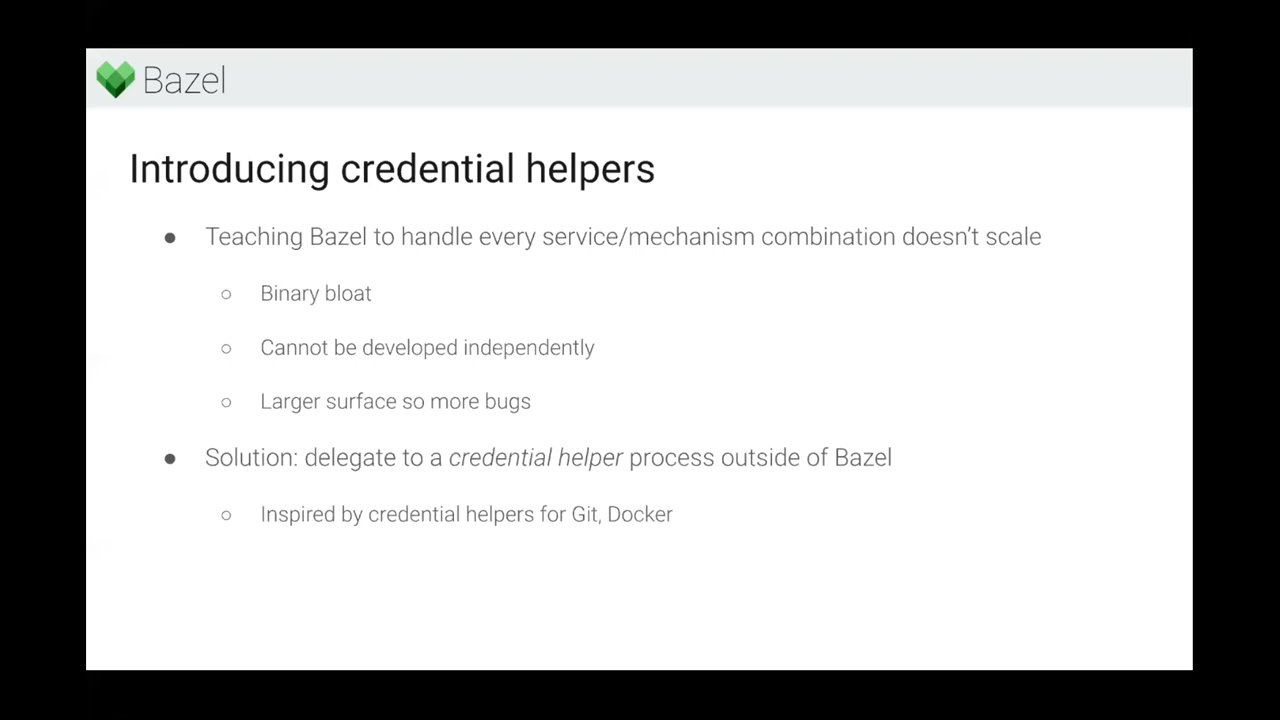 Bazel
Introducing credential helpers
● Teaching Bazel to handle every service/mechanism combination doesn’t scale
○ Binary bloat
○ Cannot be developed independently
○ Larger surface so more bugs
● Solution: delegate to a credential helper process outside of Bazel
○ Inspired by credential helpers for Git, Docker